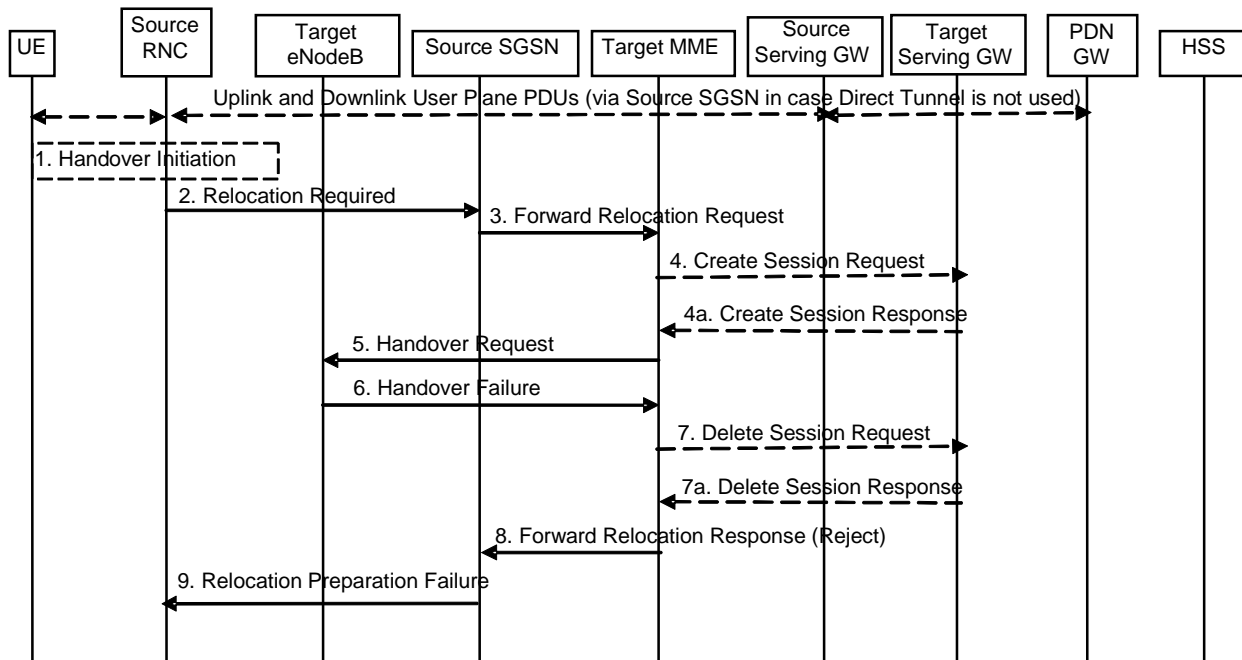 UE
Source
RNC
Target
eNodeB
Source SGSN
Target MME
Source
Serving GW
Target
Serving GW
PDN
GW
HSS
Uplink and Downlink User Plane PDUs (via Source SGSN in case Direct Tunnel is not used)
1. Handover Initiation
2. Relocation Required
3. Forward Relocation Request
4. Create Session Request
4a. Create Session Response
5. Handover Request
6. Handover Failure
7. Delete Session Request
7a. Delete Session Response
8. Forward Relocation Response (Reject)
9. Relocation Preparation Failure